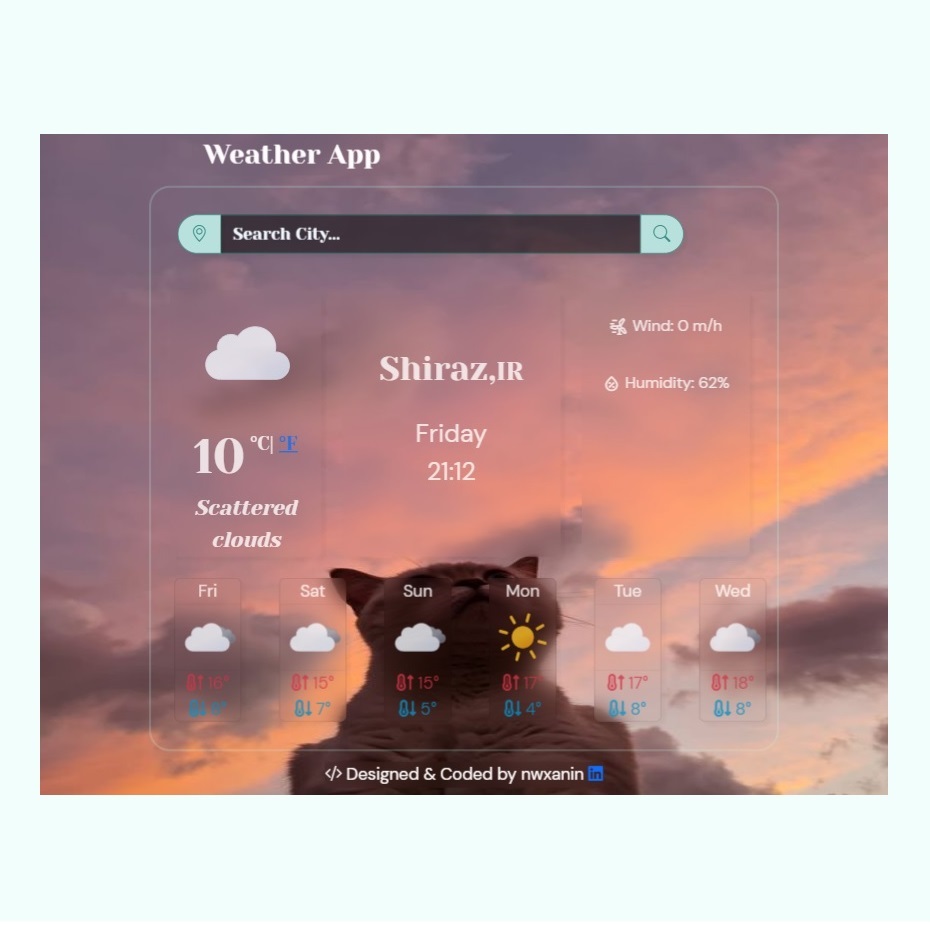 Weather App
Search City...
Wind: 0 m/h
Humidity: 62%
Shiraz,IR
Friday
21:12
10 °C| °F
Scattered
clouds
Fri Sat Sun Mon Tue Wed
16° 15° 15° 17° 17° 18°
7° 5° 4° 8° 8°
</> Designed & Coded by nwxanin in